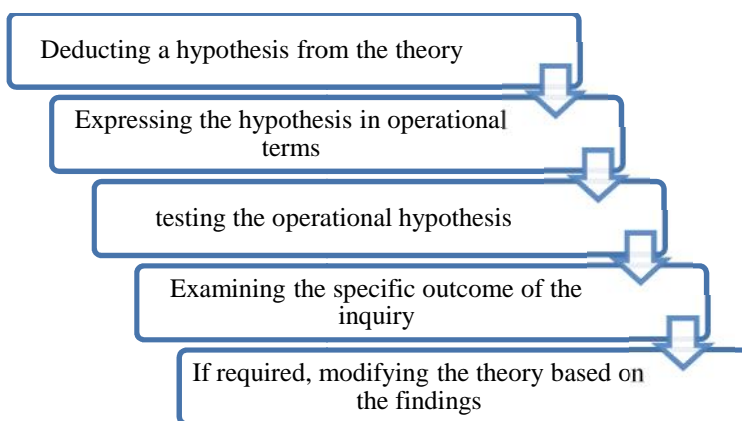 Deducting a hypothesis from the theory
Expressing the hypothesis in operational
terms
testing the operational hypothesis
Examining the specific outcome of the
inquiry
If required, modifying the theory based on
the findings